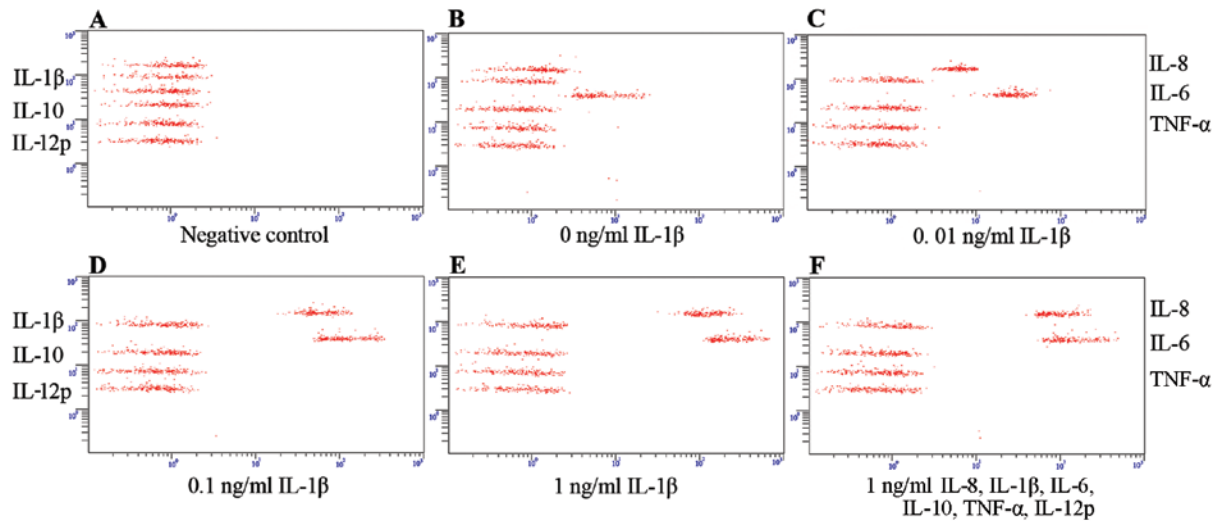 A
B
C
IL-1β
IL-10
IL-12p
IL-8
IL-6
TNF-α
Negative control
0 ng/ml IL-1β
0. 01 ng/ml IL-1β
D
E
F
IL-1β
IL-10
IL-12p
IL-8
IL-6
TNF-α
0.1 ng/ml IL-1β
1 ng/ml IL-1β
1 ng/ml IL-8, IL-1β, IL-6,
IL-10, TNF-α, IL-12p